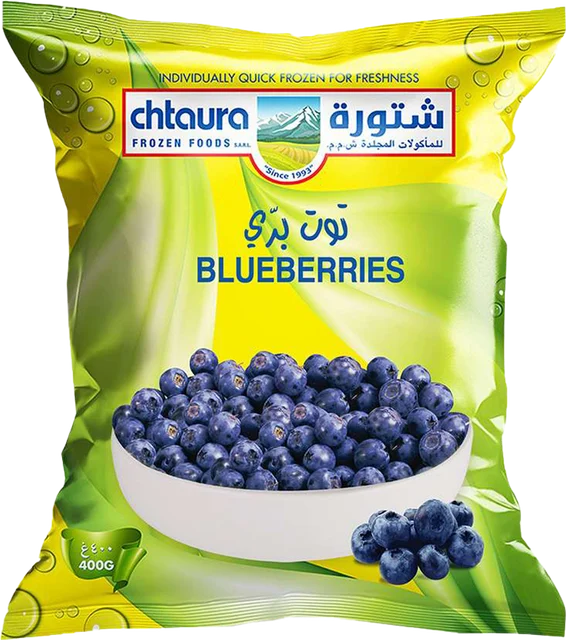 INDIVIDUALLY QUICK FROZEN FOR FRESHNESS
chtaura شتورة
FROZEN FOODS S.A.R.L. للمأكولات المجلدة ش.م.م.
"Since 1993"
توت برّي
BLUEBERRIES
٤٠٠غ
400G